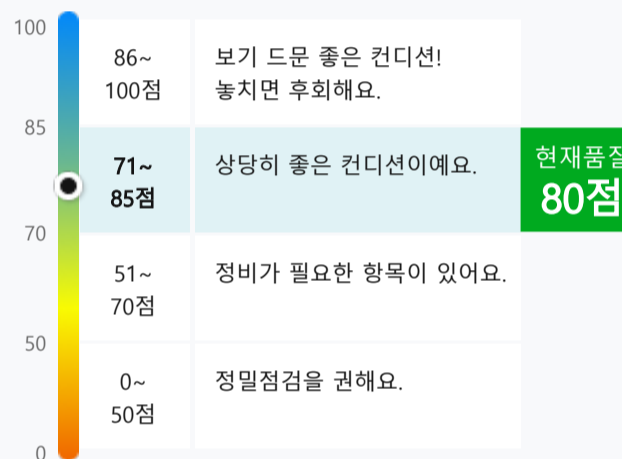 100
86~
100점
보기 드문 좋은 컨디션!
놓치면 후회해요.
85
71~
85점
상당히 좋은 컨디션이예요.
현재품질
80점
70
51~
70점
정비가 필요한 항목이 있어요.
50
0~
50점
정밀점검을 권해요.
0